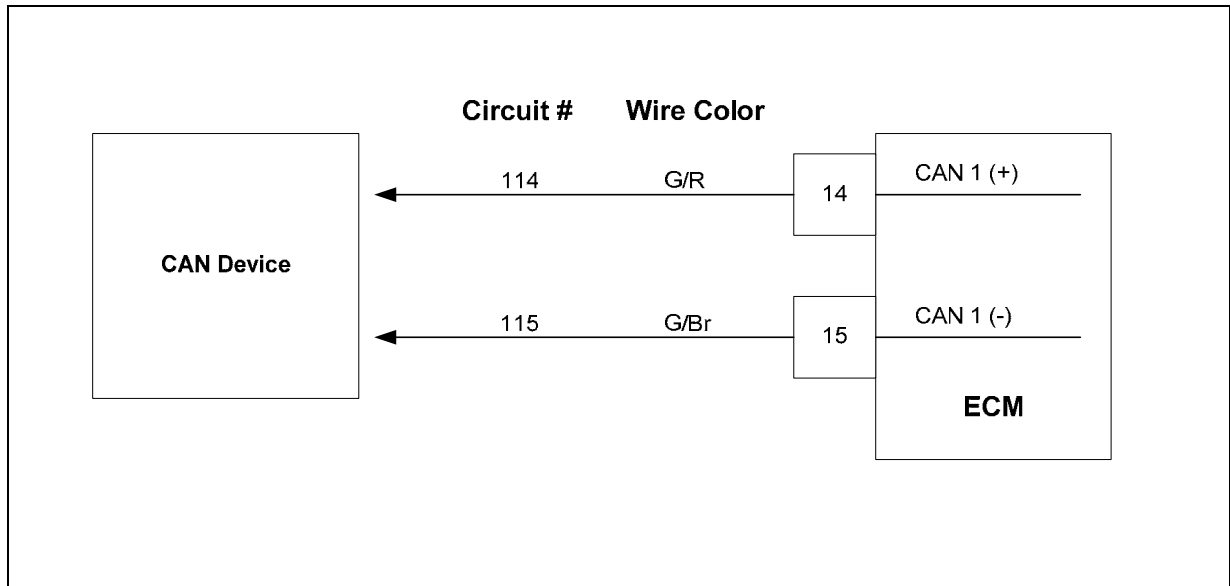 Circuit # Wire Color
114 G/R 14 CAN 1 (+)
CAN Device
115 G/Br 15 CAN 1 (-)
ECM